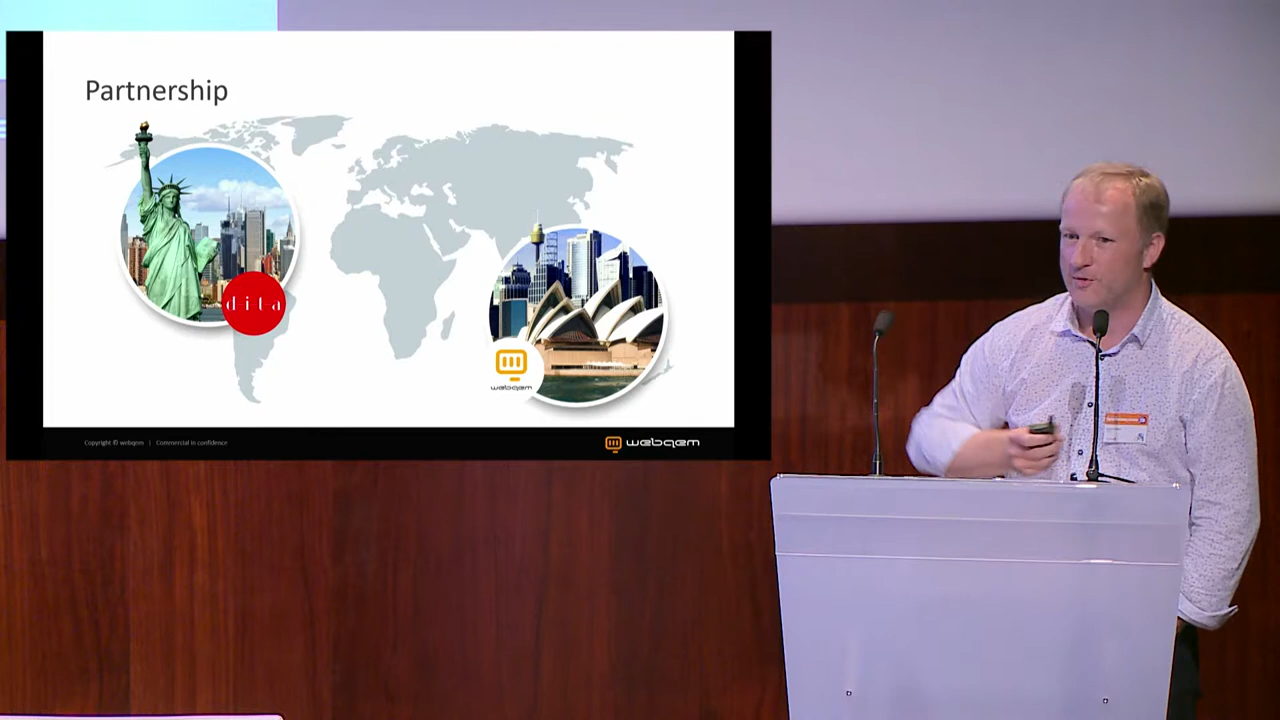 Partnership
dita
webqem
Copyright © webqem | Commercial in confidence
webqem